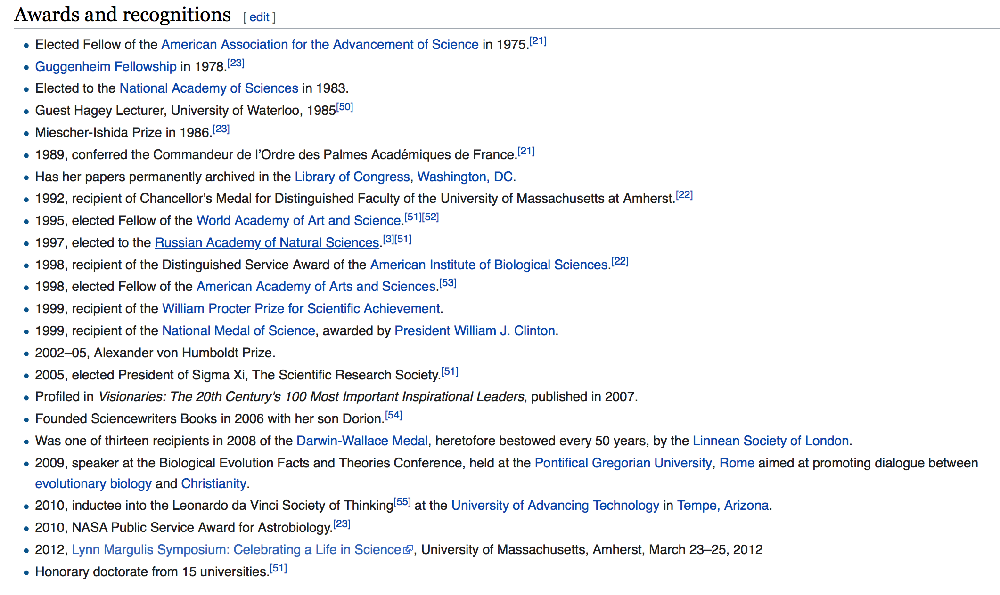 Awards and recognitions [ edit ]
• Elected Fellow of the American Association for the Advancement of Science in 1975.[21]
• Guggenheim Fellowship in 1978.[23]
• Elected to the National Academy of Sciences in 1983.
• Guest Hagey Lecturer, University of Waterloo, 1985[50]
• Miescher-Ishida Prize in 1986.[23]
• 1989, conferred the Commandeur de l’Ordre des Palmes Académiques de France.[21]
• Has her papers permanently archived in the Library of Congress, Washington, DC.
• 1992, recipient of Chancellor's Medal for Distinguished Faculty of the University of Massachusetts at Amherst.[22]
• 1995, elected Fellow of the World Academy of Art and Science.[51][52]
• 1997, elected to the Russian Academy of Natural Sciences.[3][51]
• 1998, recipient of the Distinguished Service Award of the American Institute of Biological Sciences.[22]
• 1998, elected Fellow of the American Academy of Arts and Sciences.[53]
• 1999, recipient of the William Procter Prize for Scientific Achievement.
• 1999, recipient of the National Medal of Science, awarded by President William J. Clinton.
• 2002–05, Alexander von Humboldt Prize.
• 2005, elected President of Sigma Xi, The Scientific Research Society.[51]
• Profiled in Visionaries: The 20th Century's 100 Most Important Inspirational Leaders, published in 2007.
• Founded Sciencewriters Books in 2006 with her son Dorion.[54]
• Was one of thirteen recipients in 2008 of the Darwin-Wallace Medal, heretofore bestowed every 50 years, by the Linnean Society of London.
• 2009, speaker at the Biological Evolution Facts and Theories Conference, held at the Pontifical Gregorian University, Rome aimed at promoting dialogue between
evolutionary biology and Christianity.
• 2010, inductee into the Leonardo da Vinci Society of Thinking[55] at the University of Advancing Technology in Tempe, Arizona.
• 2010, NASA Public Service Award for Astrobiology.[23]
• 2012, Lynn Margulis Symposium: Celebrating a Life in Science, University of Massachusetts, Amherst, March 23–25, 2012
• Honorary doctorate from 15 universities.[51]